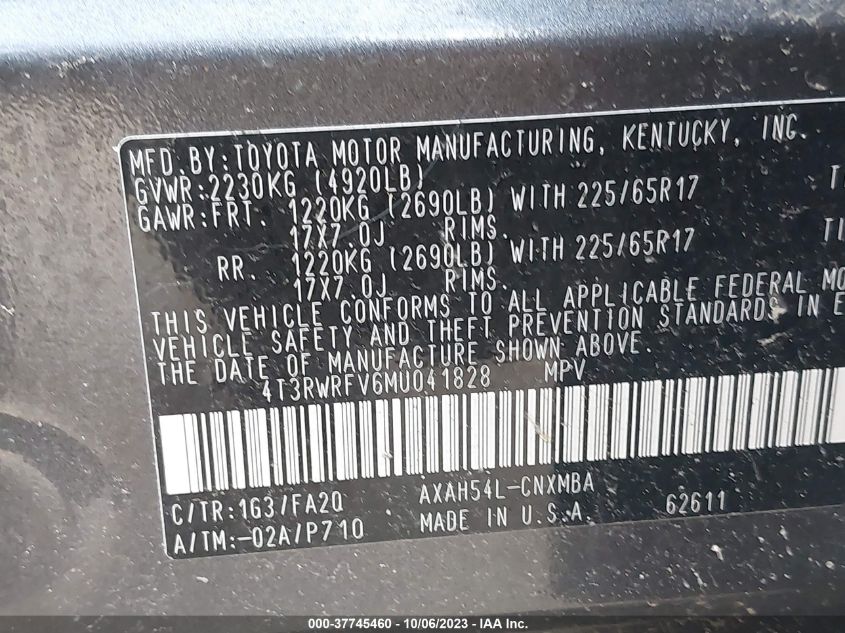 MFD.BY:TOYOTA MOTOR MANUFACTURING, KENTUCKY, INC.
GVWR:2230KG (4920LB)
GAWR:FRT. 1220KG (2690LB) WITH 225/65R17 TI
17X7.0J RIMS.
RR. 1220KG (2690LB) WITH 225/65R17 TI
17X7.0J RIMS.
THIS VEHICLE CONFORMS TO ALL APPLICABLE FEDERAL MO
VEHICLE SAFETY AND THEFT PREVENTION STANDARDS IN E
THE DATE OF MANUFACTURE SHOWN ABOVE.
4T3RWRFV6MU041828 MPV
C/TR:1G3/FA20 AXAH54L-CNXMBA 62611
A/TM:-02A/P710 MADE IN U.S.A.
000-37745460 - 10/06/2023 - IAA Inc.